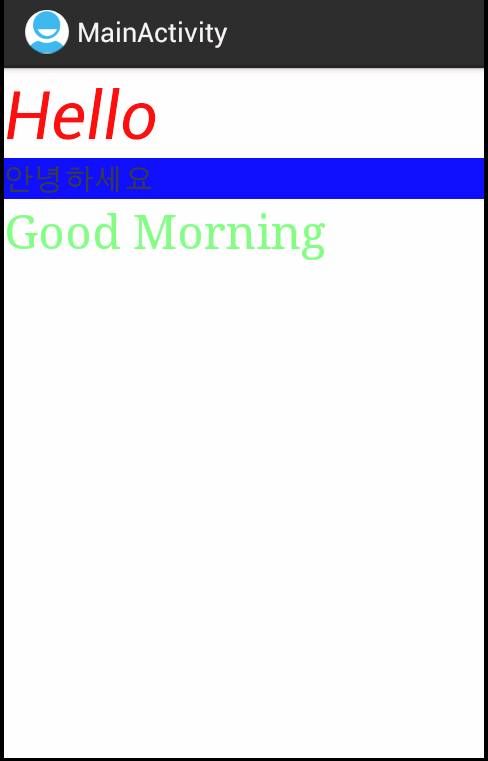 MainActivity
Hello
안녕하세요
Good Morning